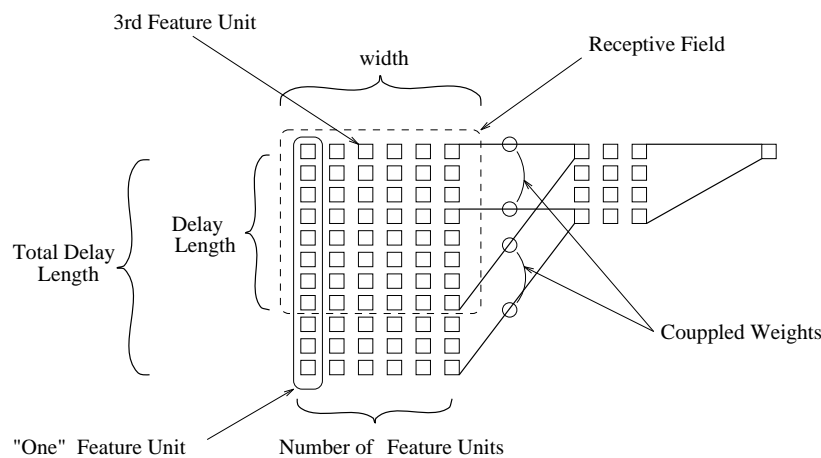 3rd Feature Unit
width
Receptive Field
Delay
Length
Total Delay
Length
Couppled Weights
"One" Feature Unit
Number of Feature Units